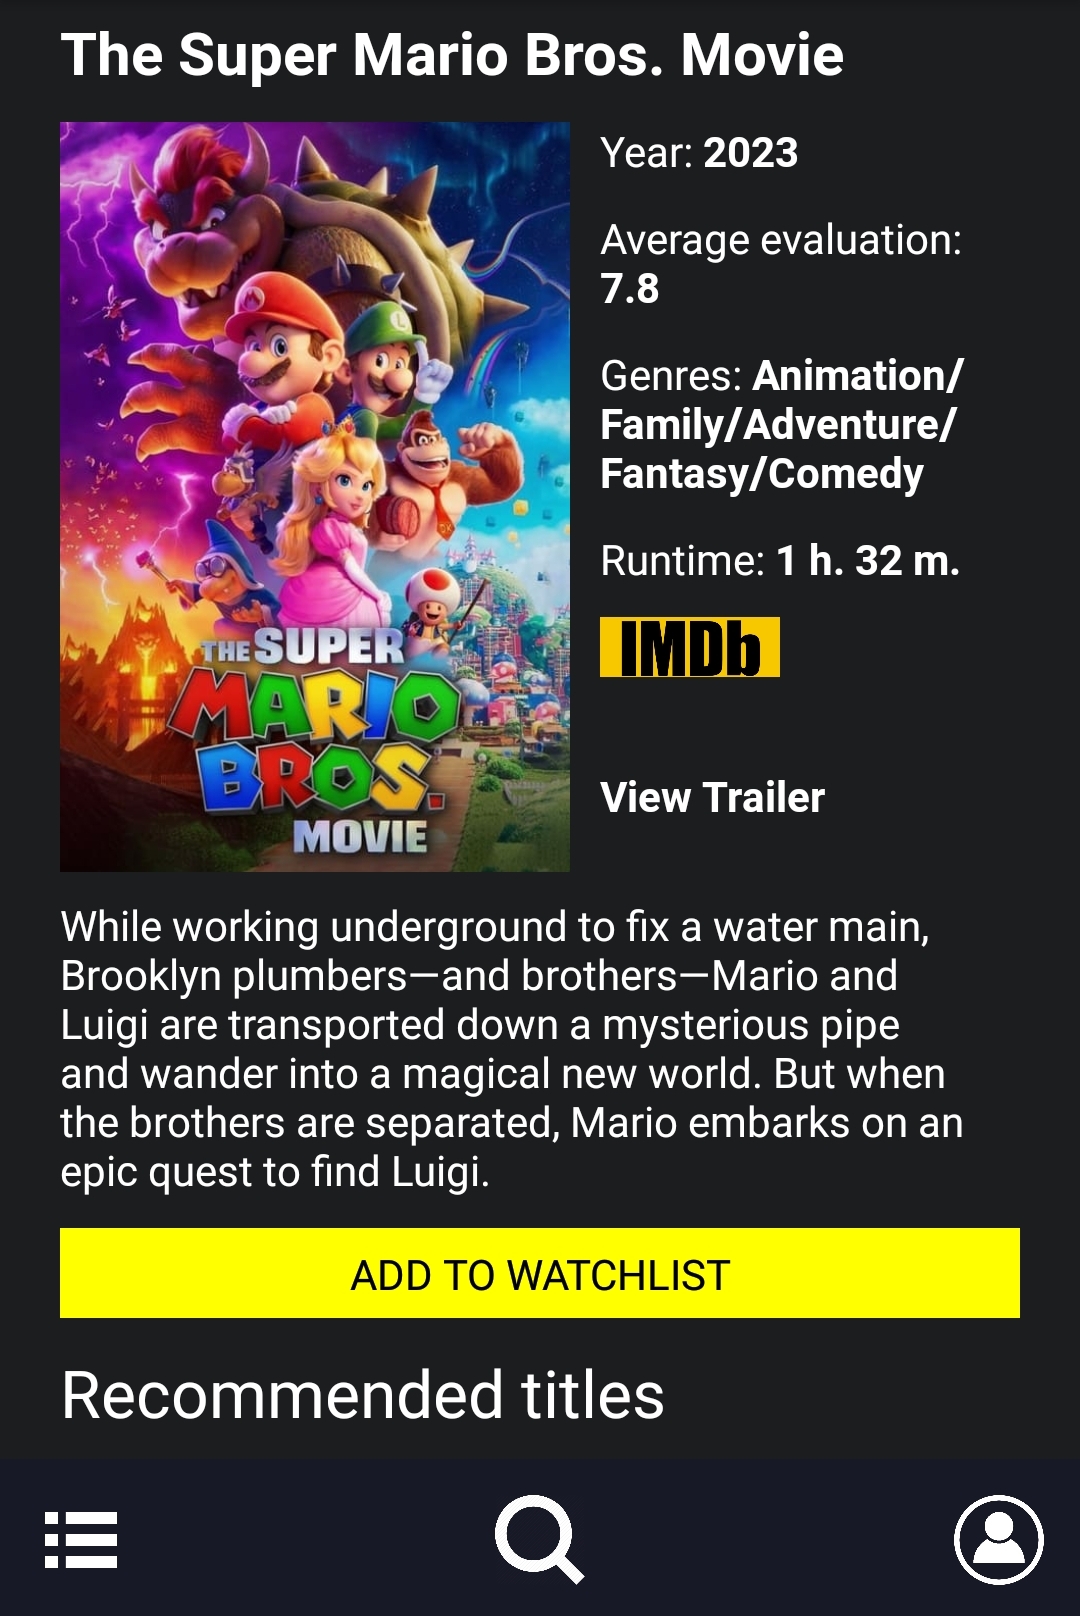 The Super Mario Bros. Movie
Year: 2023
Average evaluation:
7.8
Genres: Animation/
Family/Adventure/
Fantasy/Comedy
Runtime: 1 h. 32 m.
IMDb
View Trailer
M
L
DK
THE SUPER
MARIO
BROS.
MOVIE
While working underground to fix a water main,
Brooklyn plumbers—and brothers—Mario and
Luigi are transported down a mysterious pipe
and wander into a magical new world. But when
the brothers are separated, Mario embarks on an
epic quest to find Luigi.
ADD TO WATCHLIST
Recommended titles